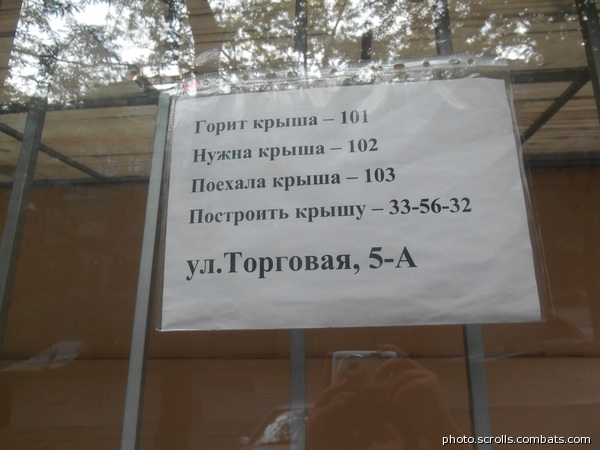 Горит крыша – 101
Нужна крыша – 102
Поехала крыша – 103
Построить крышу – 33-56-32
ул.Торговая, 5-А
photo.scrolls.combats.com